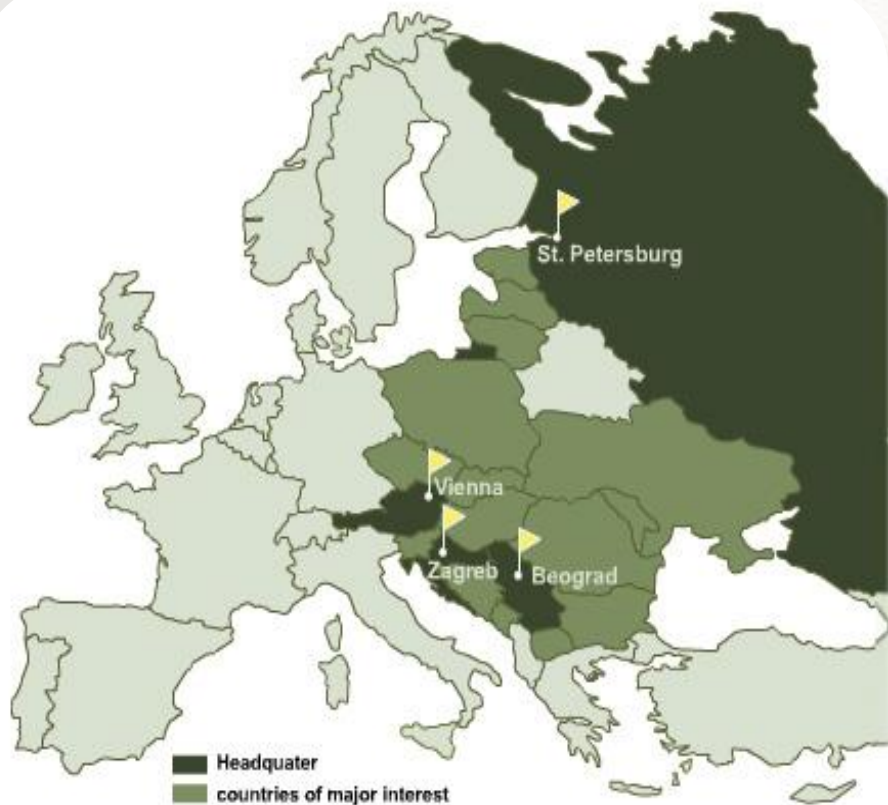 St. Petersburg
Vienna
Zagreb
Beograd
Headquater
countries of major interest